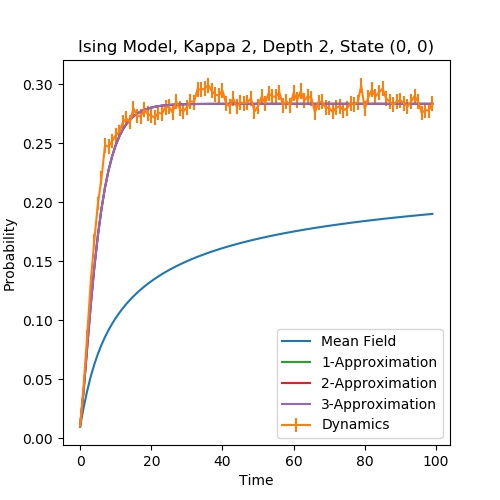 Ising Model, Kappa 2, Depth 2, State (0, 0)
0.30
0.25
0.20
0.15
0.10
0.05
0.00
Probability
0 20 40 60 80 100
Time
Mean Field
1-Approximation
2-Approximation
3-Approximation
Dynamics